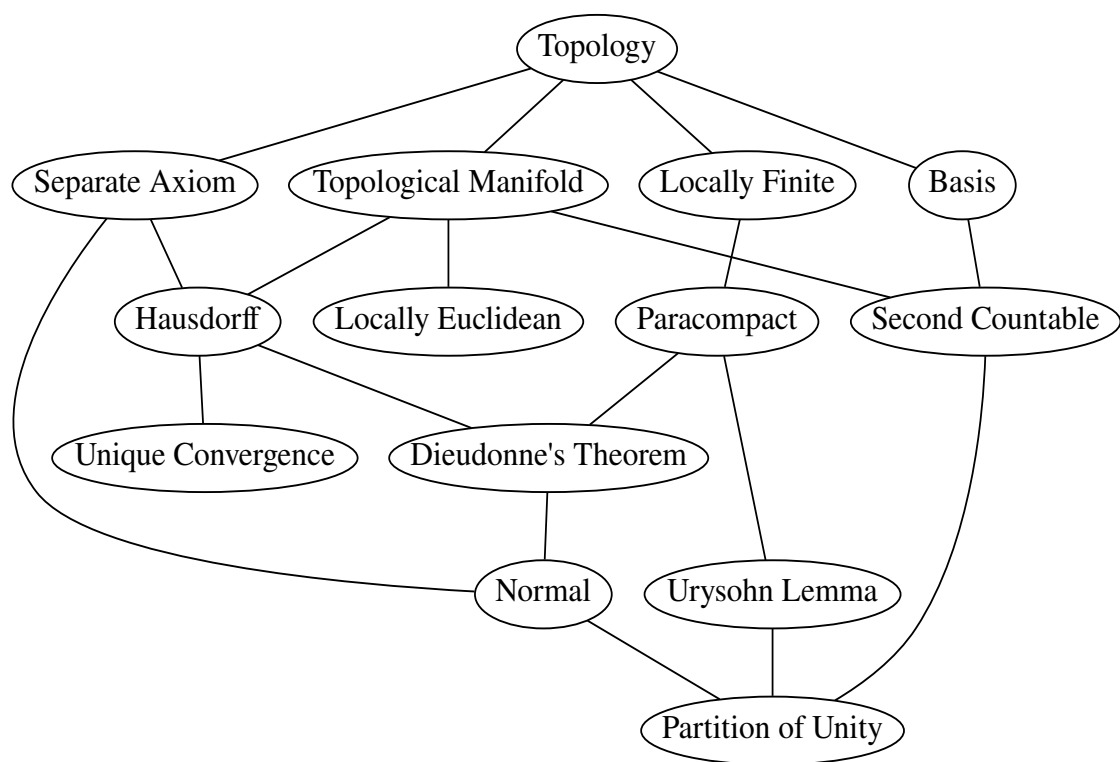 Topology
Separate Axiom
Topological Manifold
Locally Finite
Basis
Hausdorff
Locally Euclidean
Paracompact
Second Countable
Unique Convergence
Dieudonne's Theorem
Normal
Urysohn Lemma
Partition of Unity